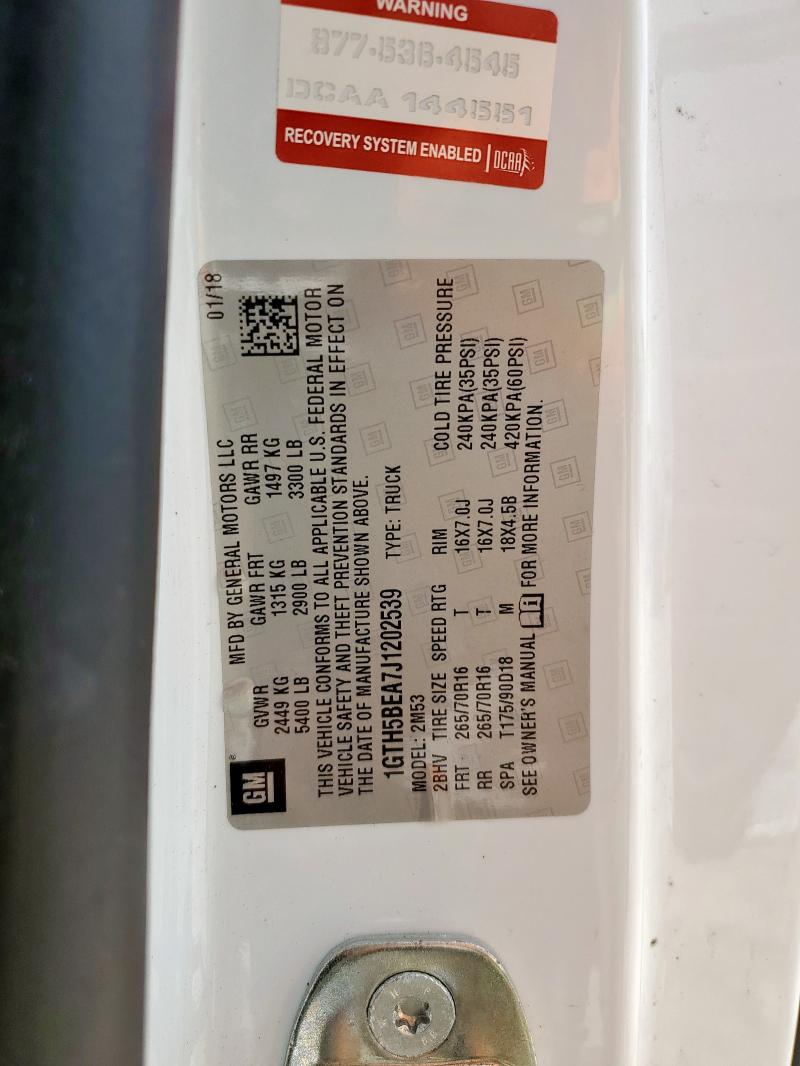 WARNING
877-536-4545
DCAA 144551
RECOVERY SYSTEM ENABLED | DCAA
01/18
MFD BY GENERAL MOTORS LLC
GVWR GAWR FRT GAWR RR
2449 KG 1315 KG 1497 KG
5400 LB 2900 LB 3300 LB
THIS VEHICLE CONFORMS TO ALL APPLICABLE U.S. FEDERAL MOTOR
VEHICLE SAFETY AND THEFT PREVENTION STANDARDS IN EFFECT ON
THE DATE OF MANUFACTURE SHOWN ABOVE.
1GTH5BEA7J1202539 TYPE: TRUCK
MODEL: 2M53
2BHV TIRE SIZE SPEED RTG RIM COLD TIRE PRESSURE
FRT 265/70R16 T 16X7.0J 240KPA(35PSI)
RR 265/70R16 T 16X7.0J 240KPA(35PSI)
SPA T175/90D18 M 18X4.5B 420KPA(60PSI)
SEE OWNER'S MANUAL FOR MORE INFORMATION.
GM®